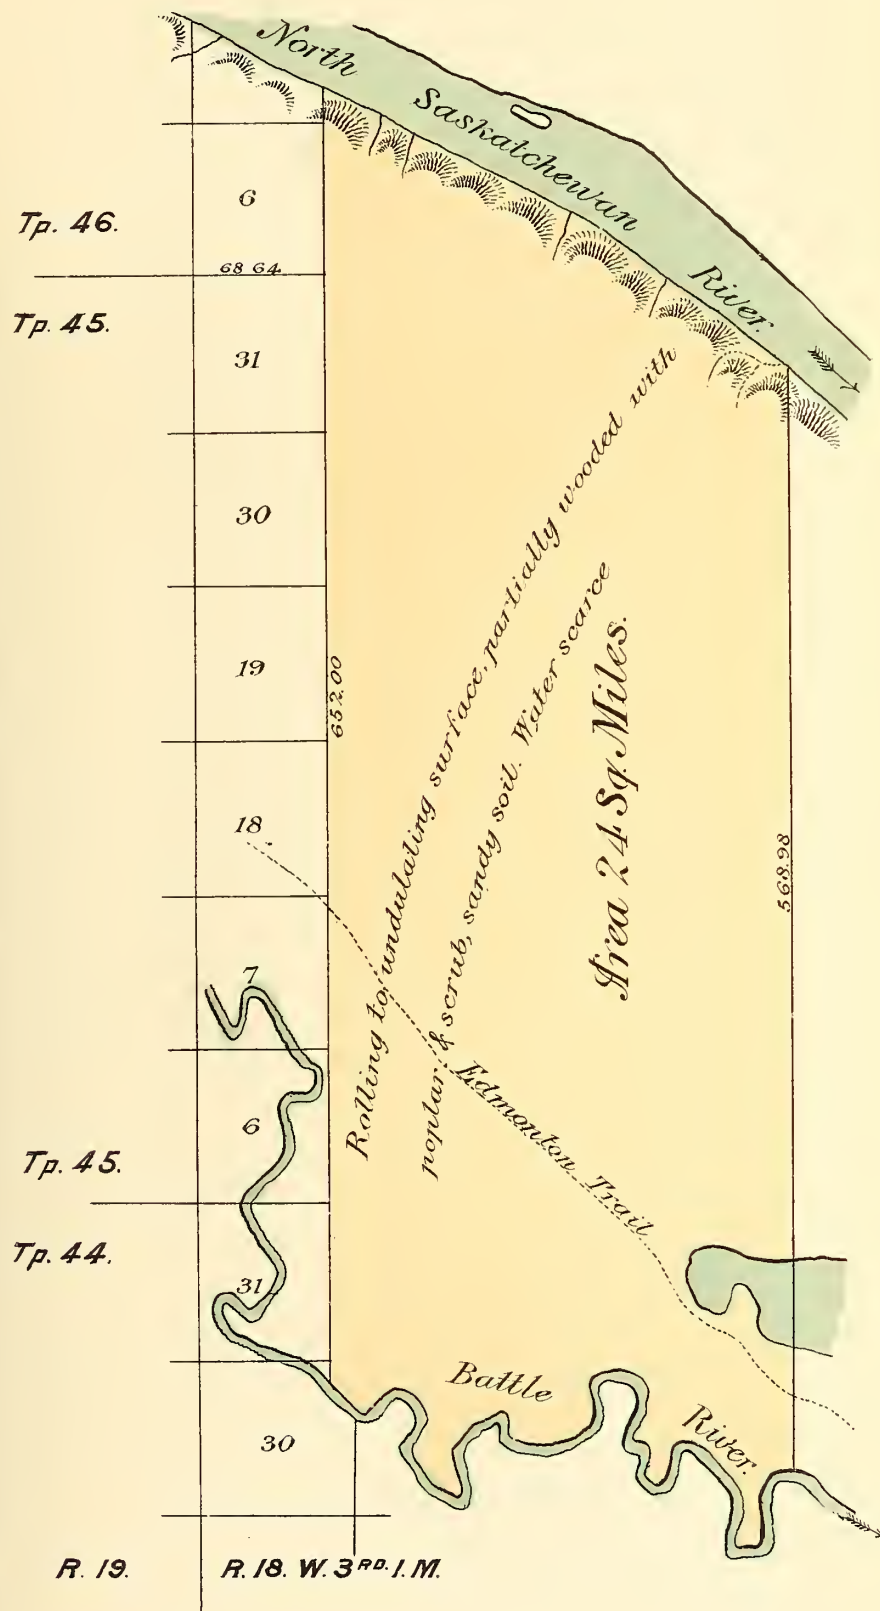 North Saskatchewan River.
6
Tp. 46.
68 64
Tp. 45.
31
30
19
652.00
18.
Rolling to undulating surface, partially wooded with
poplar & scrub, sandy soil. Water scarce
Area 24 Sq. Miles.
568.98
7
Edmonton Trail
6
Tp. 45.
Tp. 44.
31
Battle River.
30
R. 19.
R. 18. W. 3RD. I. M.